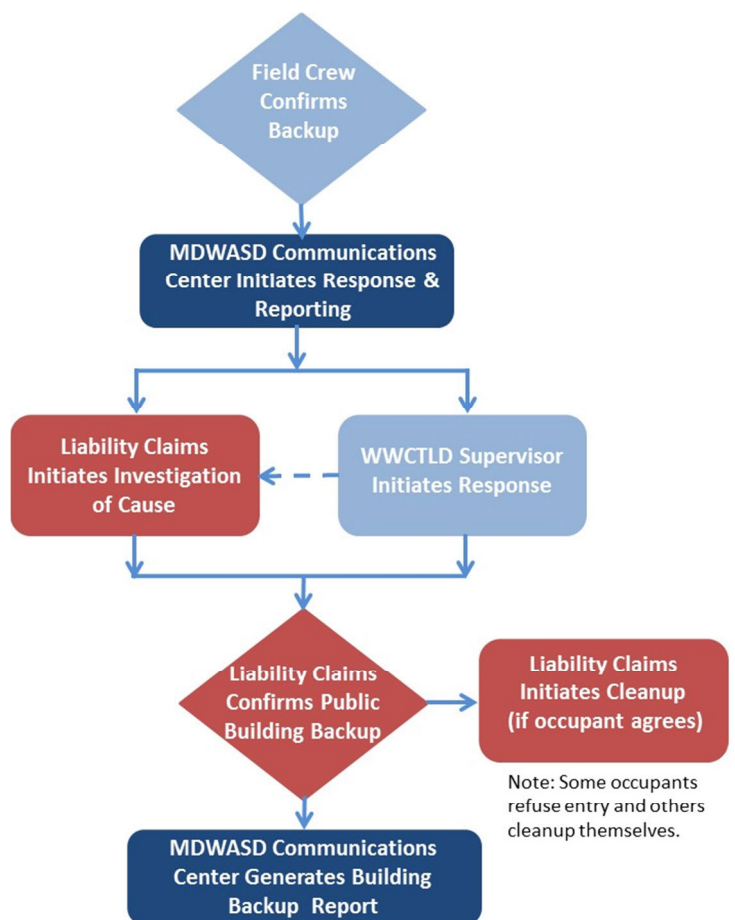 Field Crew
Confirms
Backup
MDWASD Communications
Center Initiates Response &
Reporting
Liability Claims
Initiates Investigation
of Cause
WWCTLD Supervisor
Initiates Response
Liability Claims
Confirms Public
Building Backup
Liability Claims
Initiates Cleanup
(if occupant agrees)
Note: Some occupants
refuse entry and others
cleanup themselves.
MDWASD Communications
Center Generates Building
Backup Report